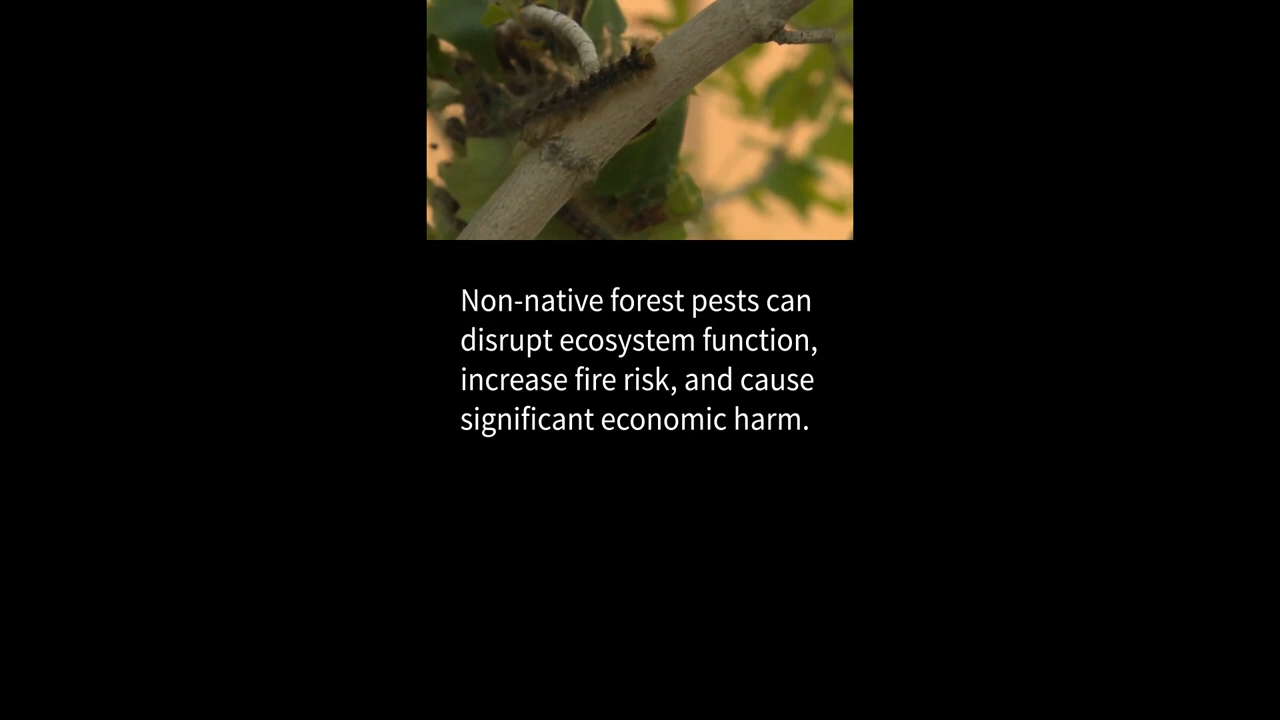 Non-native forest pests can
disrupt ecosystem function,
increase fire risk, and cause
significant economic harm.